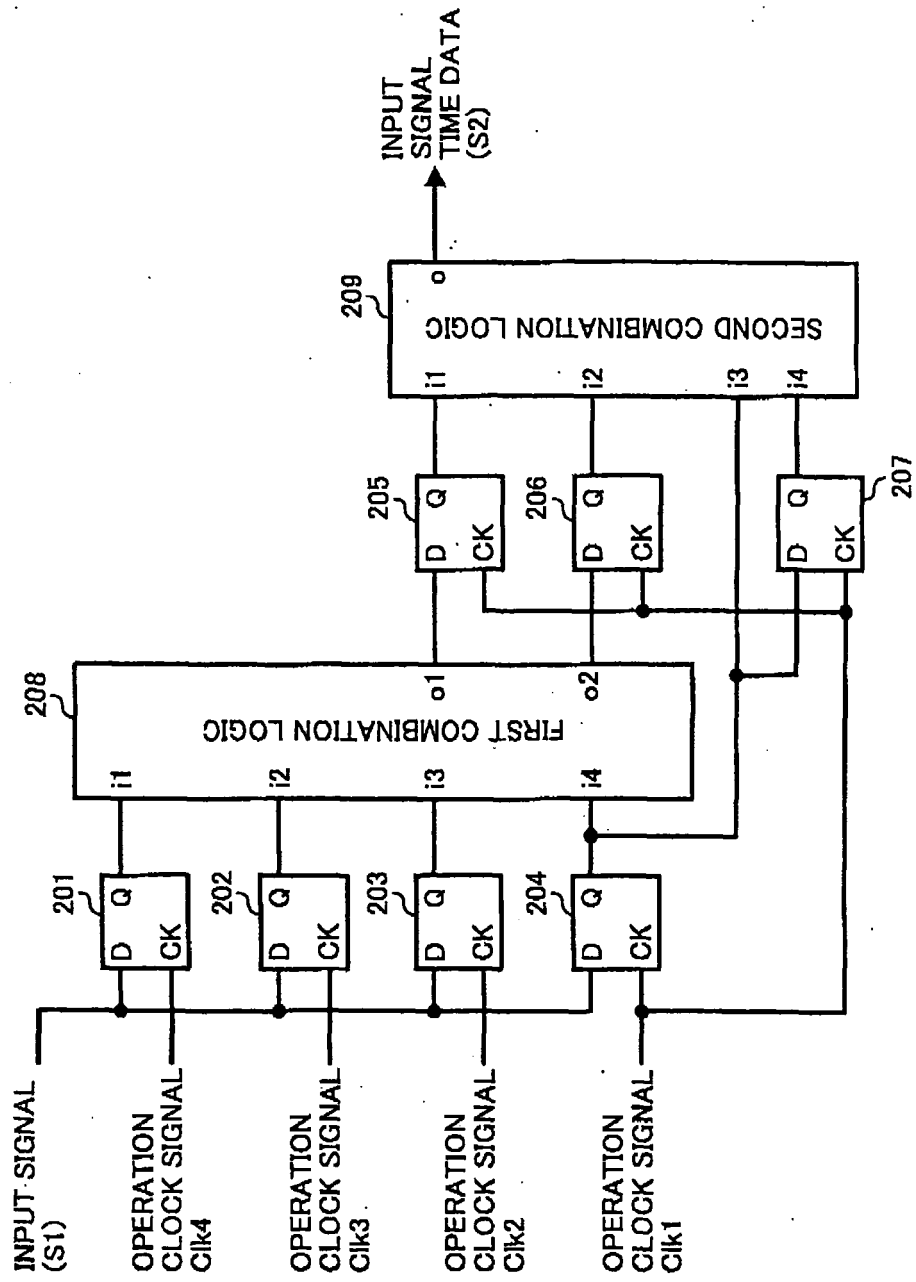 INPUT SIGNAL
(S1)
OPERATION
CLOCK SIGNAL
Clk4
OPERATION
CLOCK SIGNAL
Clk3
OPERATION
CLOCK SIGNAL
Clk2
OPERATION
CLOCK SIGNAL
Clk1
201
D Q
CK
202
D Q
CK
203
D Q
CK
204
D Q
CK
208
FIRST COMBINATION LOGIC
i1
i2
i3
i4
o1
o2
205
D Q
CK
206
D Q
CK
207
D Q
CK
209
SECOND COMBINATION LOGIC
i1
i2
i3
i4
o
INPUT
SIGNAL
TIME DATA
(S2)